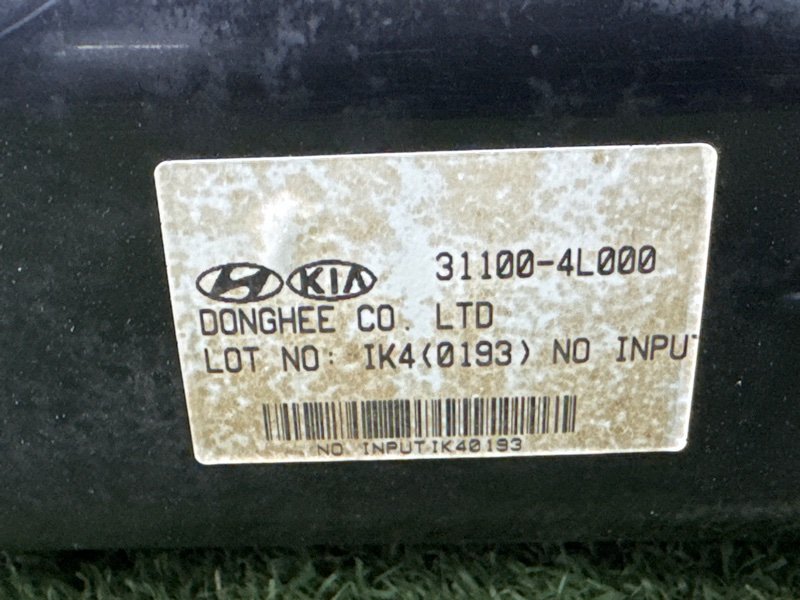 KIA 31100-4L000
DONGHEE CO. LTD
LOT NO: IK4(0193) NO INPUT
NO INPUTIK40193